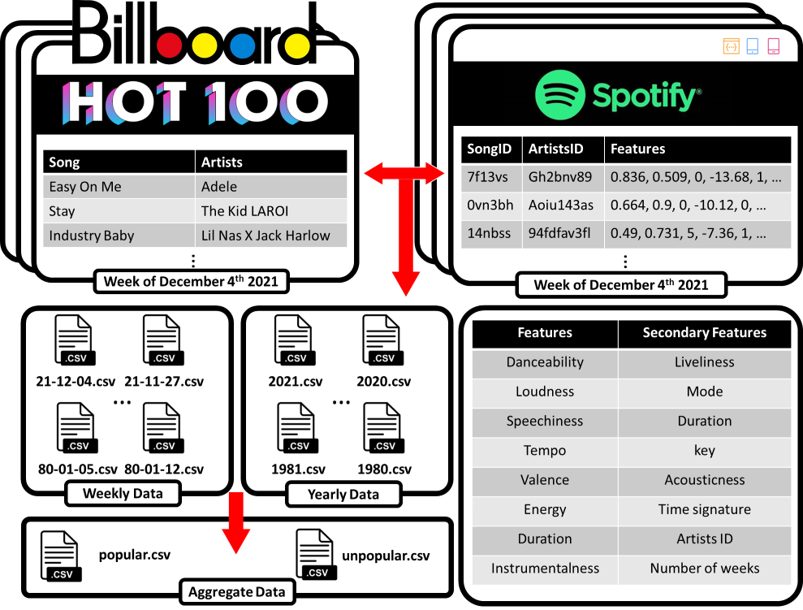 Billboard
HOT 100
Song Artists
Easy On Me Adele
Stay The Kid LAROI
Industry Baby Lil Nas X Jack Harlow
⋮
Week of December 4th 2021
Spotify®
SongID ArtistsID Features
7f13vs Gh2bnv89 0.836, 0.509, 0, -13.68, 1, ...
0vn3bh Aoiu143as 0.664, 0.9, 0, -10.12, 0, ...
14nbss 94fdfav3fl 0.49, 0.731, 5, -7.36, 1, ...
⋮
Week of December 4th 2021
.CSV .CSV
21-12-04.csv 21-11-27.csv
...
.CSV .CSV
80-01-05.csv 80-01-12.csv
Weekly Data
.CSV .CSV
2021.csv 2020.csv
...
.CSV .CSV
1981.csv 1980.csv
Yearly Data
.CSV popular.csv
.CSV unpopular.csv
Aggregate Data
Features Secondary Features
Danceability Liveliness
Loudness Mode
Speechiness Duration
Tempo key
Valence Acousticness
Energy Time signature
Duration Artists ID
Instrumentalness Number of weeks